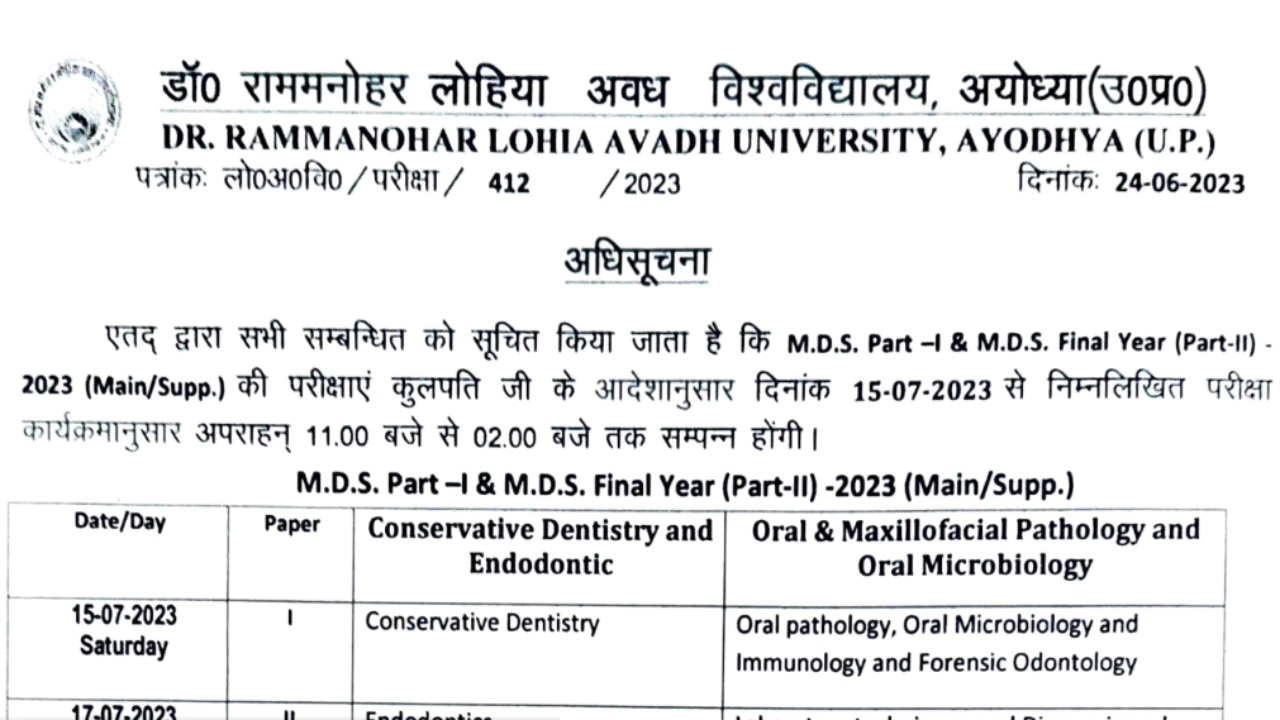 डॉ0 राममनोहर लोहिया अवध विश्वविद्यालय, अयोध्या(उ0प्र0)
DR. RAMMANOHAR LOHIA AVADH UNIVERSITY, AYODHYA (U.P.)
पत्रांकः लो0अ0वि0 / परीक्षा / 412 / 2023 दिनांकः 24-06-2023
अधिसूचना
एतद् द्वारा सभी सम्बन्धित को सूचित किया जाता है कि M.D.S. Part –I & M.D.S. Final Year (Part-II) -
2023 (Main/Supp.) की परीक्षाएं कुलपति जी के आदेशानुसार दिनांक 15-07-2023 से निम्नलिखित परीक्षा
कार्यक्रमानुसार अपराहन् 11.00 बजे से 02.00 बजे तक सम्पन्न होंगी।
M.D.S. Part –I & M.D.S. Final Year (Part-II) -2023 (Main/Supp.)
Date/Day Paper Conservative Dentistry and Oral & Maxillofacial Pathology and
Endodontic Oral Microbiology
15-07-2023 I Conservative Dentistry Oral pathology, Oral Microbiology and
Saturday Immunology and Forensic Odontology
17-07-2023 II Endodontics